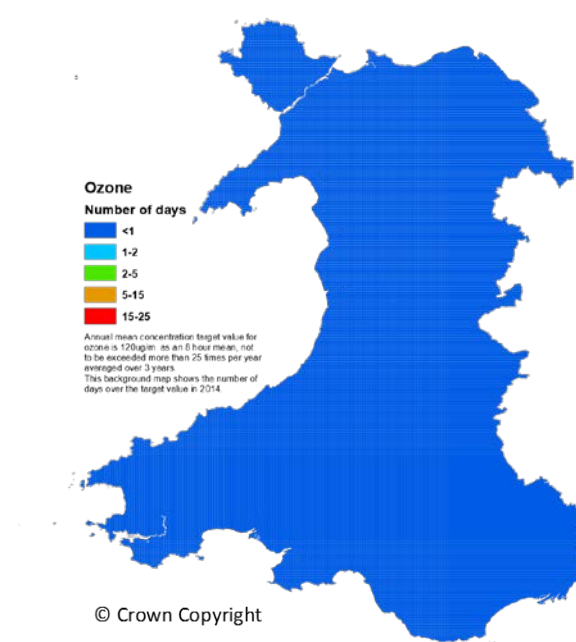 Ozone
Number of days
<1
1-2
2-5
5-15
15-25
Annual mean concentration target value for
ozone is 120ug/m as an 8 hour mean, not
to be exceeded more than 25 times per year
averaged over 3 years
This background map shows the number of
days over the target value in 2014.
© Crown Copyright